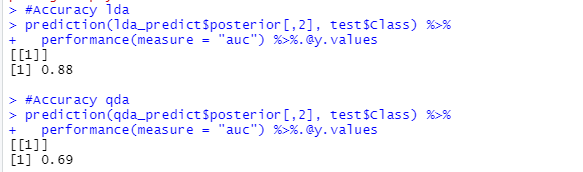 > #Accuracy lda
> prediction(lda_predict$posterior[,2], test$Class) %>%
+   performance(measure = "auc") %>%.@y.values
[[1]]
[1] 0.88
> #Accuracy qda
> prediction(qda_predict$posterior[,2], test$Class) %>%
+   performance(measure = "auc") %>%.@y.values
[[1]]
[1] 0.69